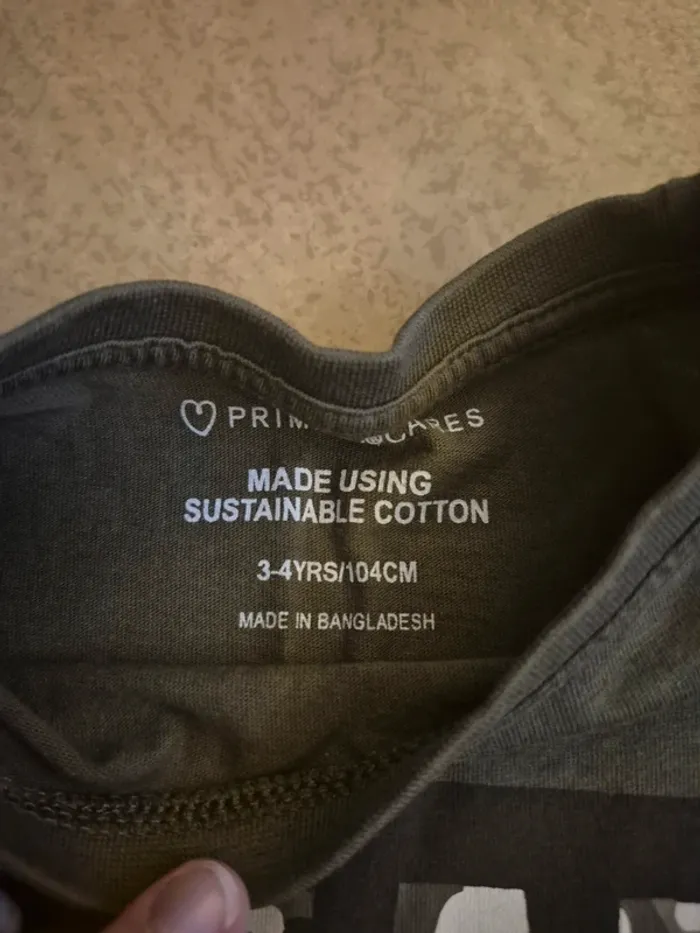 CARES
MADE USING
SUSTAINABLE COTTON
3-4YRS/104CM
MADE IN BANGLADESH